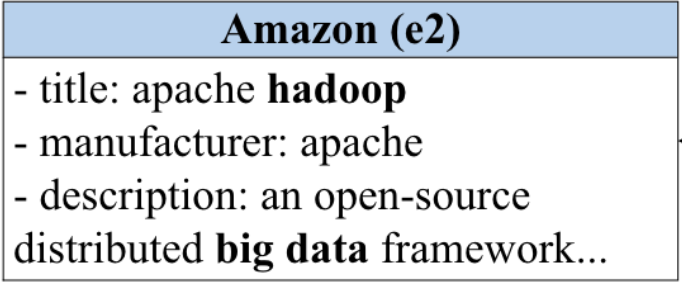 Amazon (e2)
- title: apache hadoop
- manufacturer: apache
- description: an open-source
distributed big data framework...